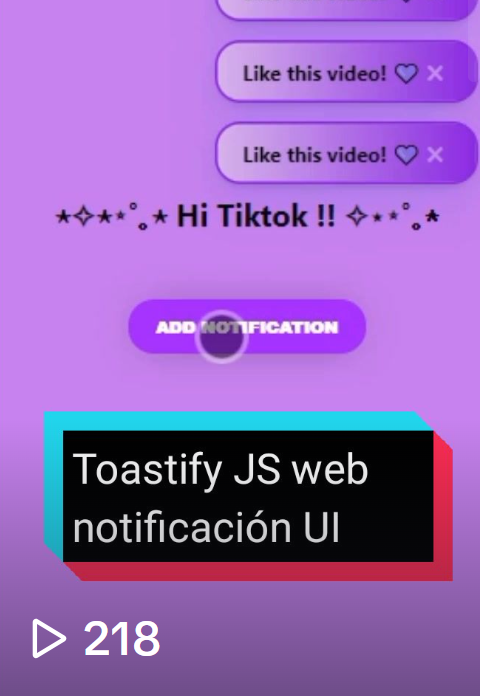 Like this video! 💙 ×
Like this video! 💙 ×
⋆✧⋆⋆˚｡⋆ Hi Tiktok !! ✧⋆⋆˚｡⋆
ADD NOTIFICATION
Toastify JS web
notificación UI
218